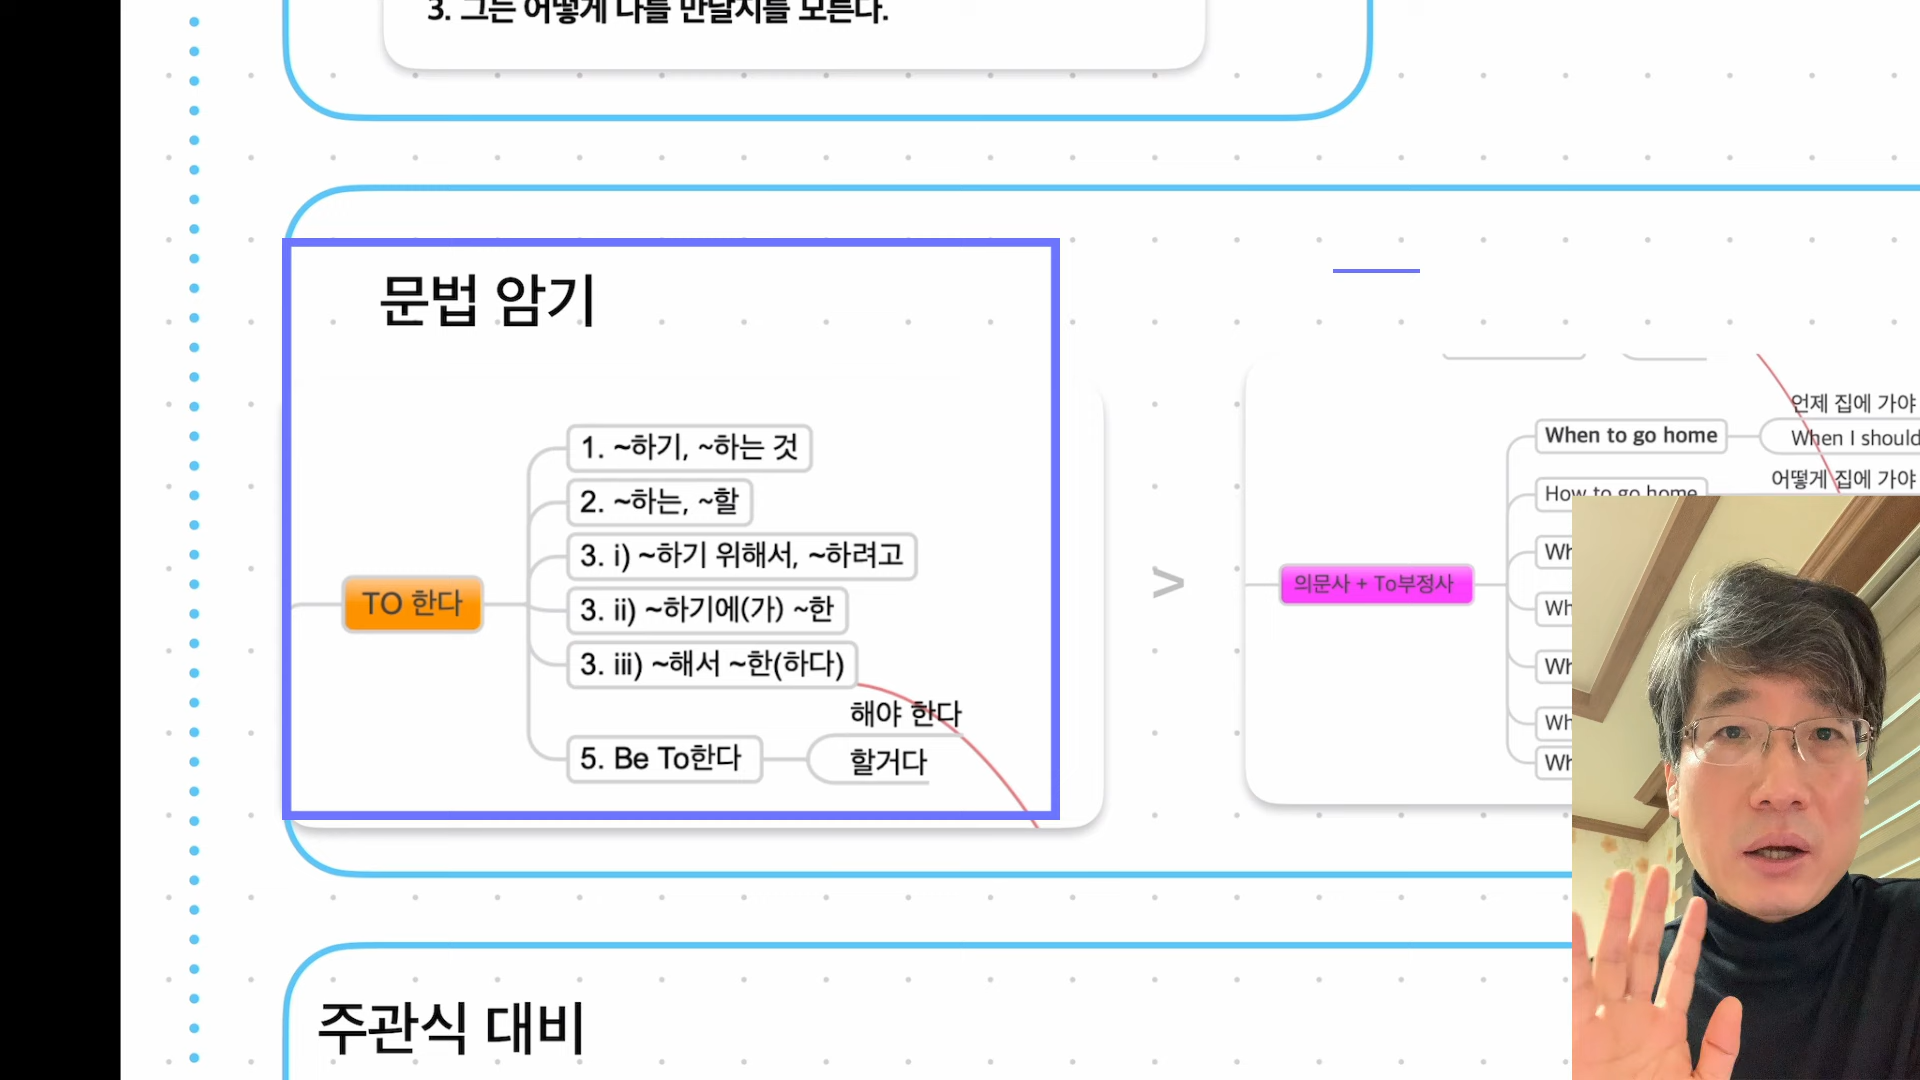 3. 그는 어떻게 나를 만날지를 모른다.
문법 암기
TO 한다
1. ~하기, ~하는 것
2. ~하는, ~할
3. i) ~하기 위해서, ~하려고
3. ii) ~하기에(가) ~한
3. iii) ~해서 ~한(하다)
5. Be To한다
해야 한다
할거다
>
의문사 + To부정사
When to go home
언제 집에 가야
When I should
How to go home
어떻게 집에 가야
주관식 대비